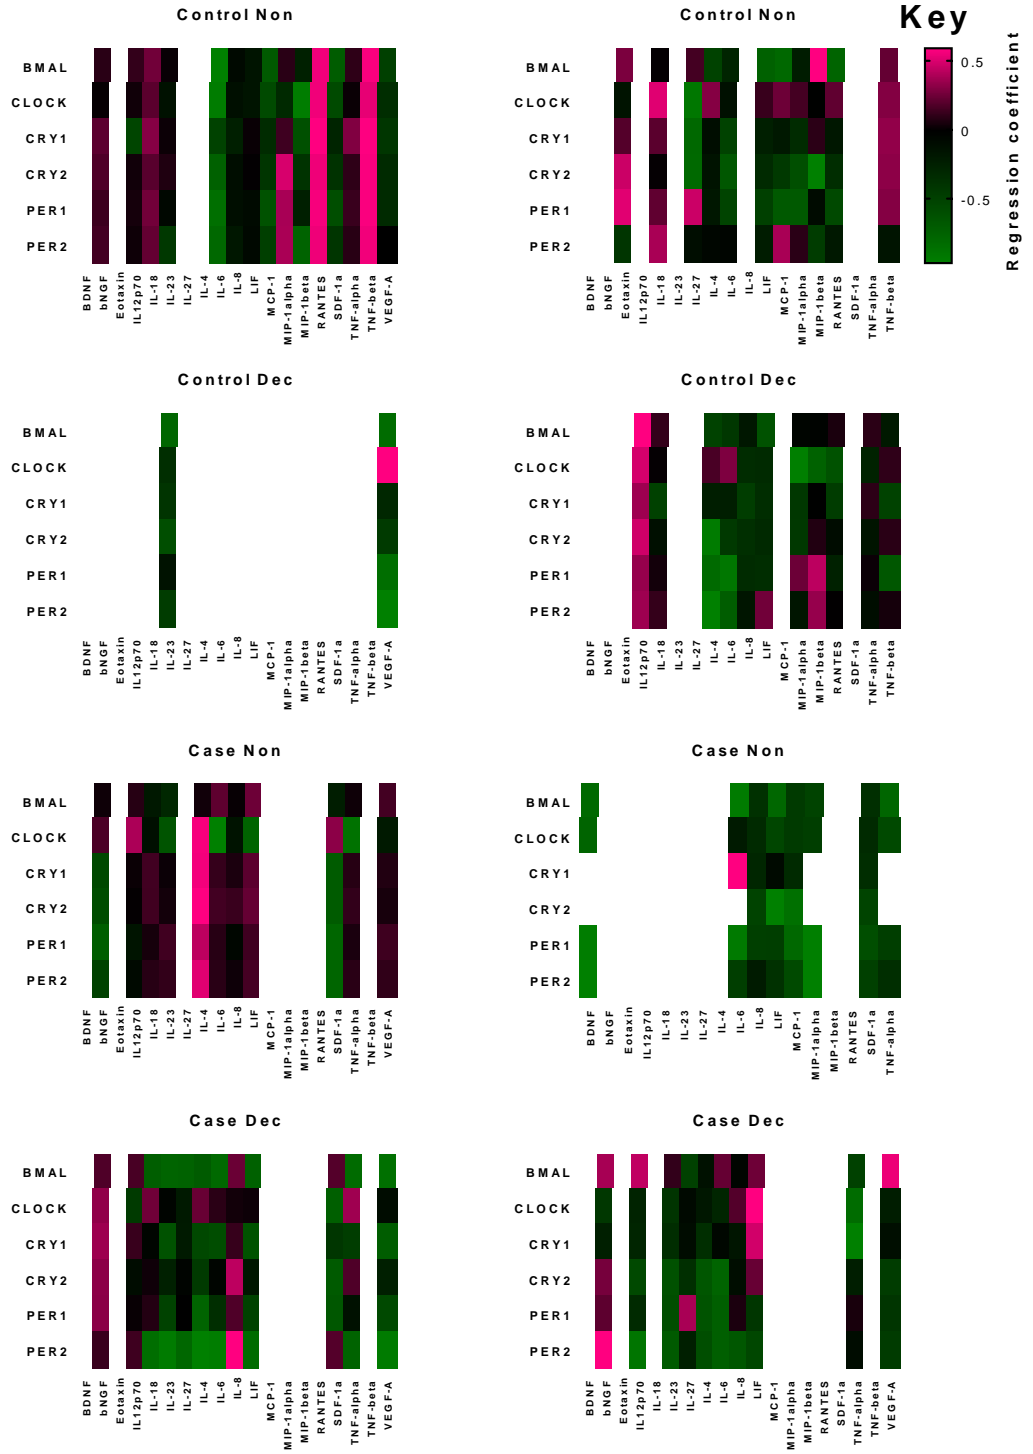 Control Non
BMAL
CLOCK
CRY1
CRY2
PER1
PER2
BDNF
bNGF
Eotaxin
IL12p70
IL-18
IL-23
IL-27
IL-4
IL-6
IL-8
LIF
MCP-1
MIP-1alpha
MIP-1beta
RANTES
SDF-1a
TNF-alpha
TNF-beta
VEGF-A
Control Non
BMAL
CLOCK
CRY1
CRY2
PER1
PER2
BDNF
bNGF
Eotaxin
IL12p70
IL-18
IL-23
IL-27
IL-4
IL-6
IL-8
LIF
MCP-1
MIP-1alpha
MIP-1beta
RANTES
SDF-1a
TNF-alpha
TNF-beta
Key
0.5
0
-0.5
Regression coefficient
Control Dec
BMAL
CLOCK
CRY1
CRY2
PER1
PER2
BDNF
bNGF
Eotaxin
IL12p70
IL-18
IL-23
IL-27
IL-4
IL-6
IL-8
LIF
MCP-1
MIP-1alpha
MIP-1beta
RANTES
SDF-1a
TNF-alpha
TNF-beta
VEGF-A
Control Dec
BMAL
CLOCK
CRY1
CRY2
PER1
PER2
BDNF
bNGF
Eotaxin
IL12p70
IL-18
IL-23
IL-27
IL-4
IL-6
IL-8
LIF
MCP-1
MIP-1alpha
MIP-1beta
RANTES
SDF-1a
TNF-alpha
TNF-beta
Case Non
BMAL
CLOCK
CRY1
CRY2
PER1
PER2
BDNF
bNGF
Eotaxin
IL12p70
IL-18
IL-23
IL-27
IL-4
IL-6
IL-8
LIF
MCP-1
MIP-1alpha
MIP-1beta
RANTES
SDF-1a
TNF-alpha
TNF-beta
VEGF-A
Case Non
BMAL
CLOCK
CRY1
CRY2
PER1
PER2
BDNF
bNGF
Eotaxin
IL12p70
IL-18
IL-23
IL-27
IL-4
IL-6
IL-8
LIF
MCP-1
MIP-1alpha
MIP-1beta
RANTES
SDF-1a
TNF-alpha
Case Dec
BMAL
CLOCK
CRY1
CRY2
PER1
PER2
BDNF
bNGF
Eotaxin
IL12p70
IL-18
IL-23
IL-27
IL-4
IL-6
IL-8
LIF
MCP-1
MIP-1alpha
MIP-1beta
RANTES
SDF-1a
TNF-alpha
TNF-beta
VEGF-A
Case Dec
BMAL
CLOCK
CRY1
CRY2
PER1
PER2
BDNF
bNGF
Eotaxin
IL12p70
IL-18
IL-23
IL-27
IL-4
IL-6
IL-8
LIF
MCP-1
MIP-1alpha
MIP-1beta
RANTES
SDF-1a
TNF-alpha
TNF-beta
VEGF-A